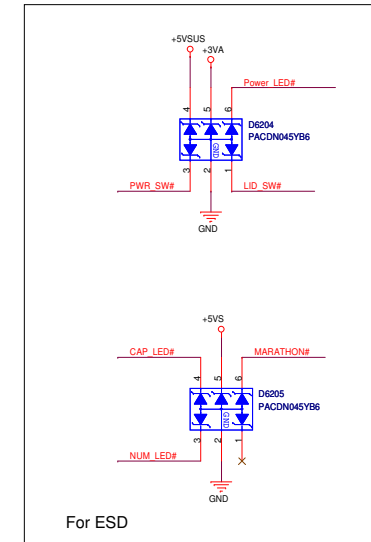 +5VSUS
+3VA
Power_LED#
4
5
6
D6204
PACDN045YB6
GND
3
2
1
PWR_SW#
LID_SW#
GND
+5VS
CAP_LED#
MARATHON#
4
5
6
D6205
PACDN045YB6
GND
3
2
1
NUM_LED#
GND
For ESD